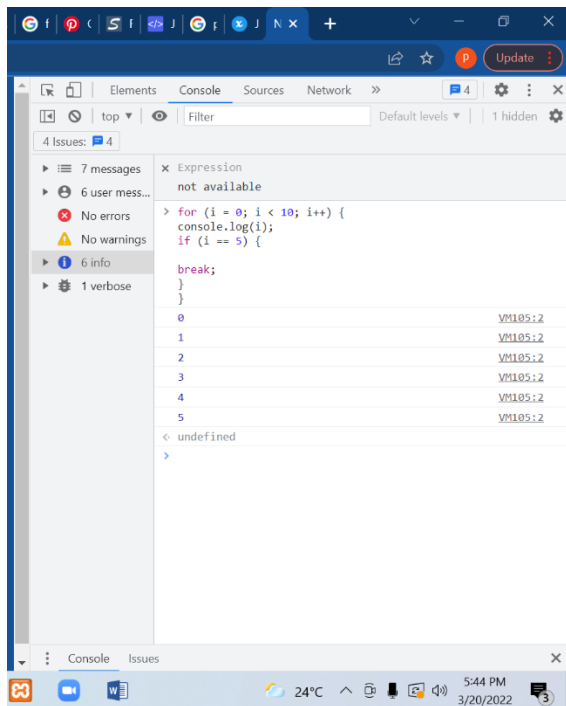 f ( S F J f J N × +
P Update
Elements Console Sources Network » 4
top ▼ Filter Default levels ▼ 1 hidden
4 Issues: 4
7 messages
6 user mess...
No errors
No warnings
6 info
1 verbose
Expression
not available
> for (i = 0; i < 10; i++) {
console.log(i);
if (i == 5) {
break;
}
}
0 VM105:2
1 VM105:2
2 VM105:2
3 VM105:2
4 VM105:2
5 VM105:2
undefined
>
Console Issues
W 24°C 5:44 PM
3/20/2022 3